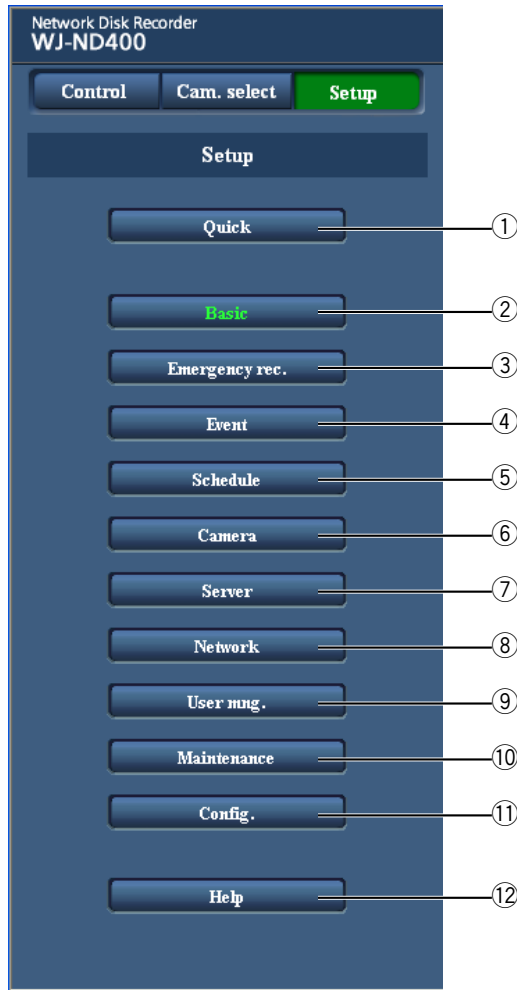 Network Disk Recorder
WJ-ND400
Control Cam. select Setup
Setup
Quick ①
Basic ②
Emergency rec. ③
Event ④
Schedule ⑤
Camera ⑥
Server ⑦
Network ⑧
User mng. ⑨
Maintenance ⑩
Config. ⑪
Help ⑫